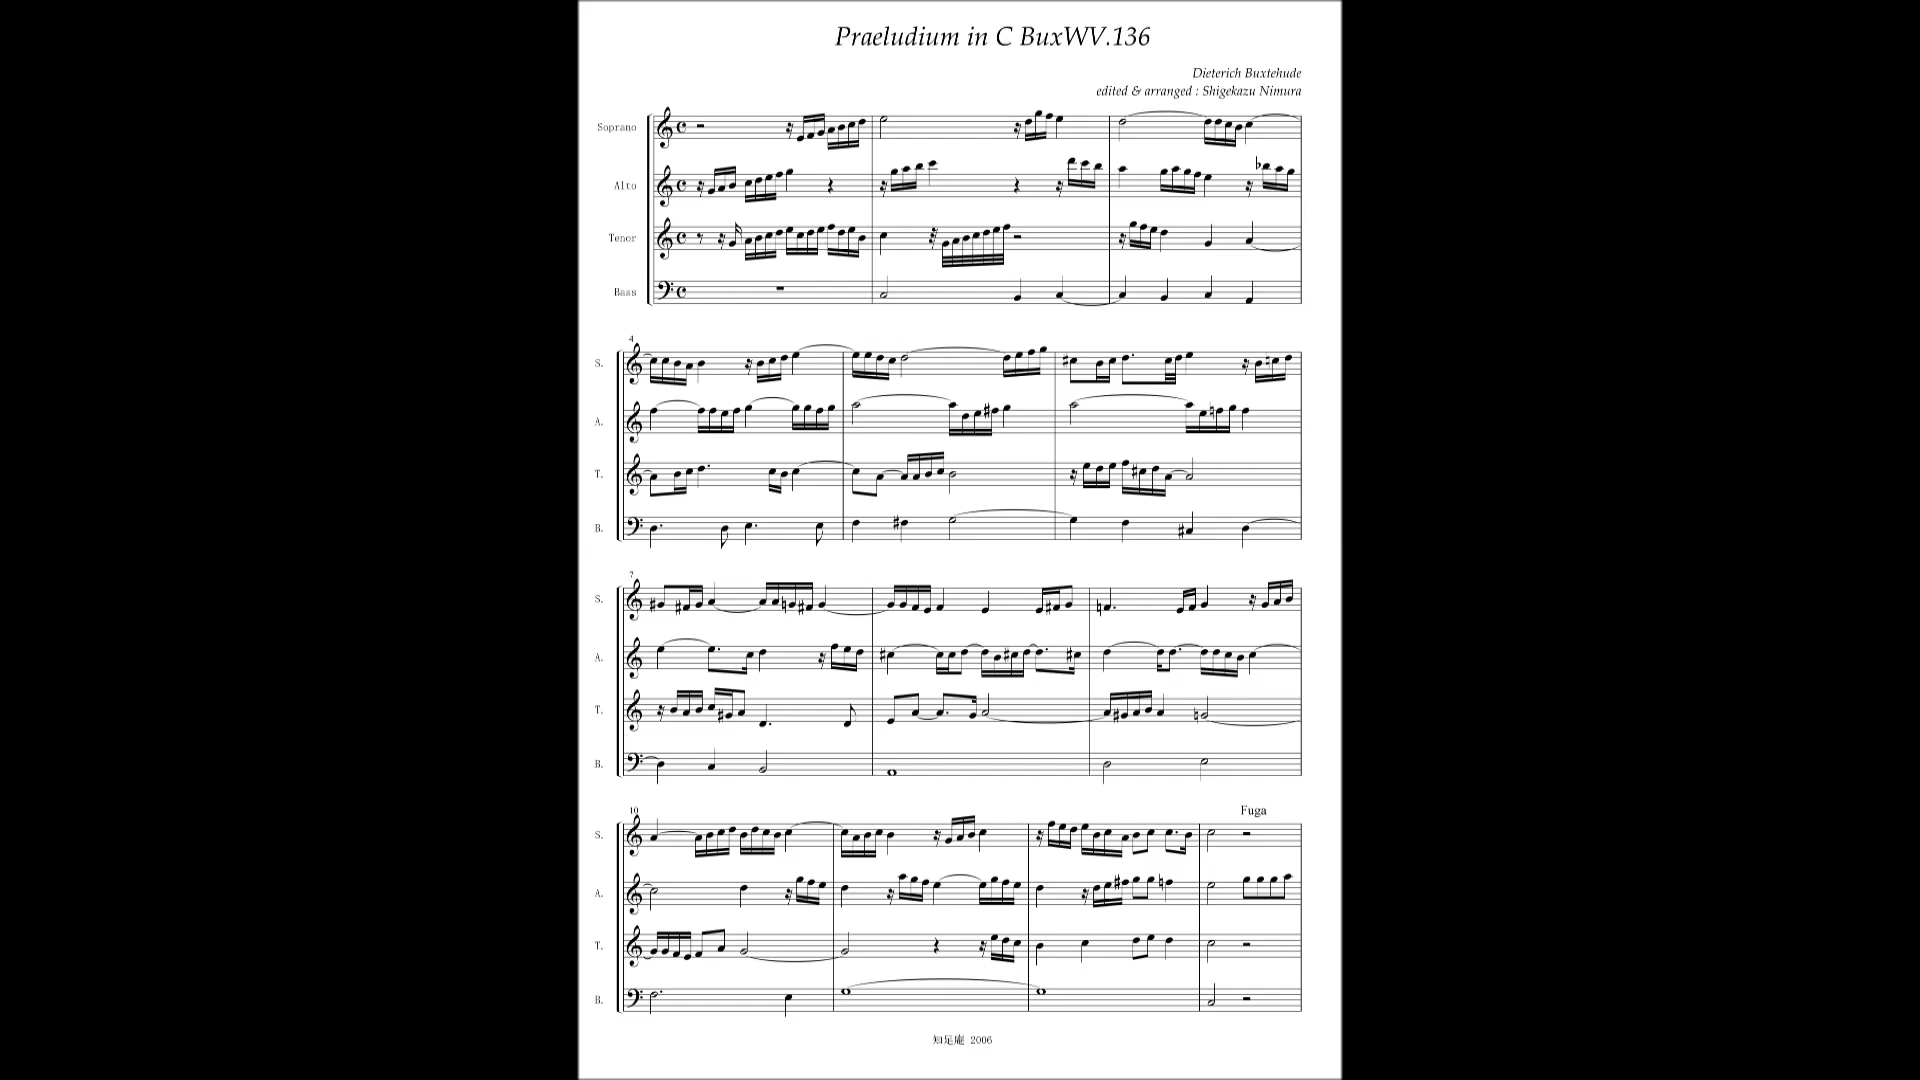 Praeludium in C BuxWV.136
Dieterich Buxtehude
edited & arranged : Shigekazu Nimura
Soprano
Alto
Tenor
Bass
4
S.
A.
T.
B.
7
S.
A.
T.
B.
10
Fuga
S.
A.
T.
B.
知足庵 2006